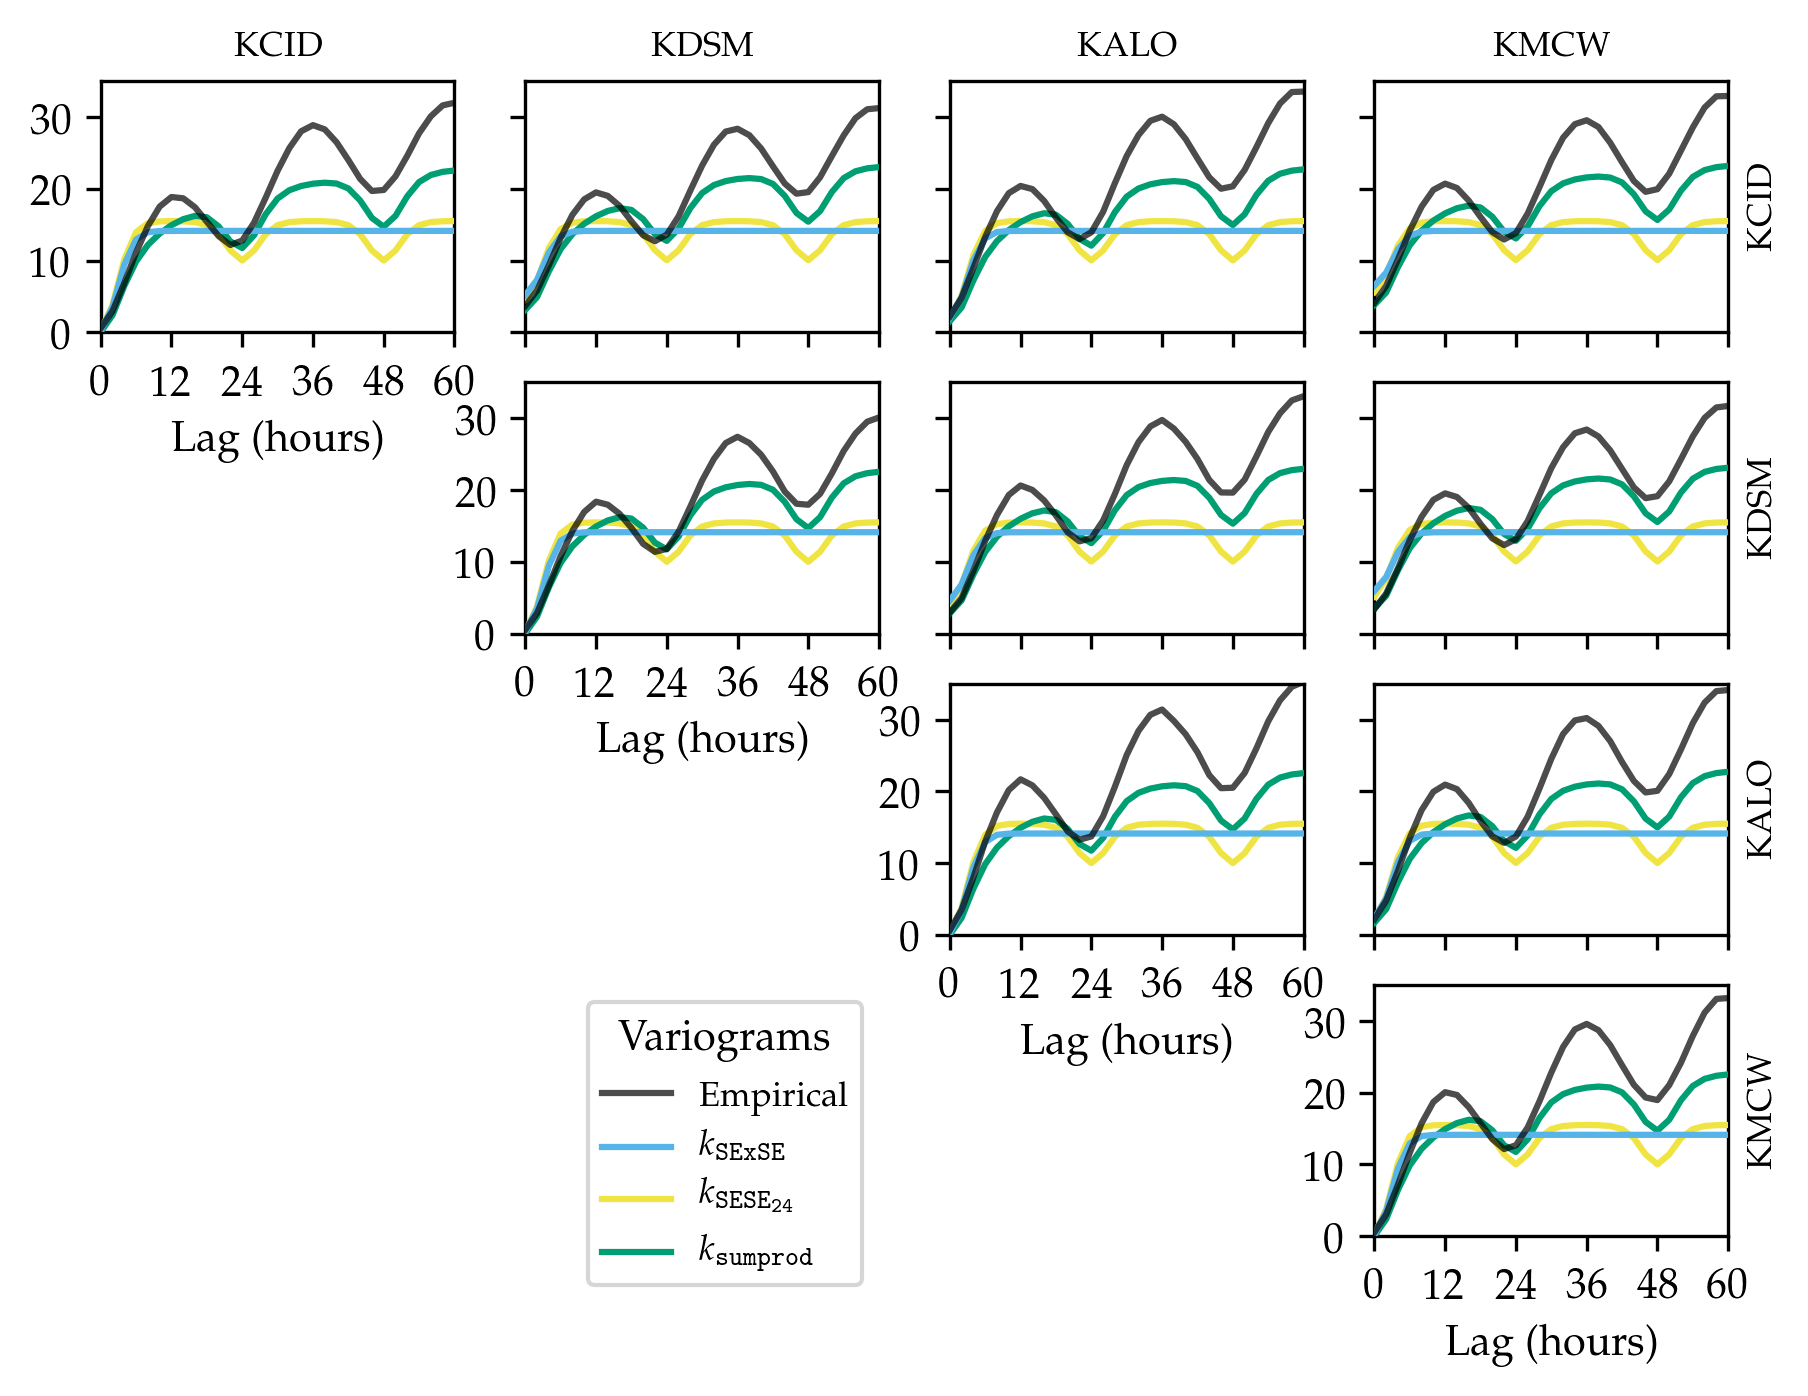 KCID KDSM KALO KMCW
30
20
10
0
0 12 24 36 48 60
Lag (hours)
KCID
30
20
10
0
0 12 24 36 48 60
Lag (hours)
KDSM
30
20
10
0
0 12 24 36 48 60
Lag (hours)
KALO
30
20
10
0
0 12 24 36 48 60
Lag (hours)
KMCW
Variograms
Empirical
k_SExSE
k_SESE_24
k_sumprod